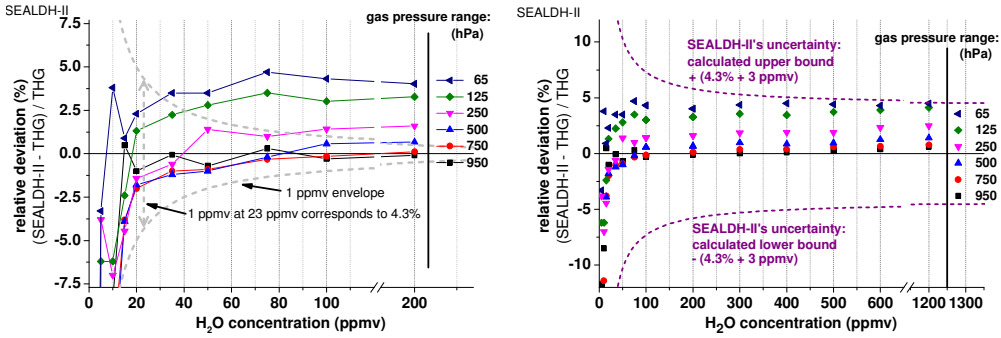 SEALDH-II
relative deviation (%)
(SEALDH-II - THG) / THG
7.5
5.0
2.5
0.0
-2.5
-5.0
-7.5
gas pressure range:
(hPa)
65
125
250
500
750
950
1 ppmv envelope
1 ppmv at 23 ppmv corresponds to 4.3%
0 20 40 60 80 100 200
H2O concentration (ppmv)
SEALDH-II
relative deviation (%)
(SEALDH-II - THG) / THG
10
5
0
-5
-10
SEALDH-II's uncertainty:
calculated upper bound
+ (4.3% + 3 ppmv)
gas pressure range:
(hPa)
65
125
250
500
750
950
SEALDH-II's uncertainty:
calculated lower bound
- (4.3% + 3 ppmv)
0 100 200 300 400 500 600 1200 1300
H2O concentration (ppmv)